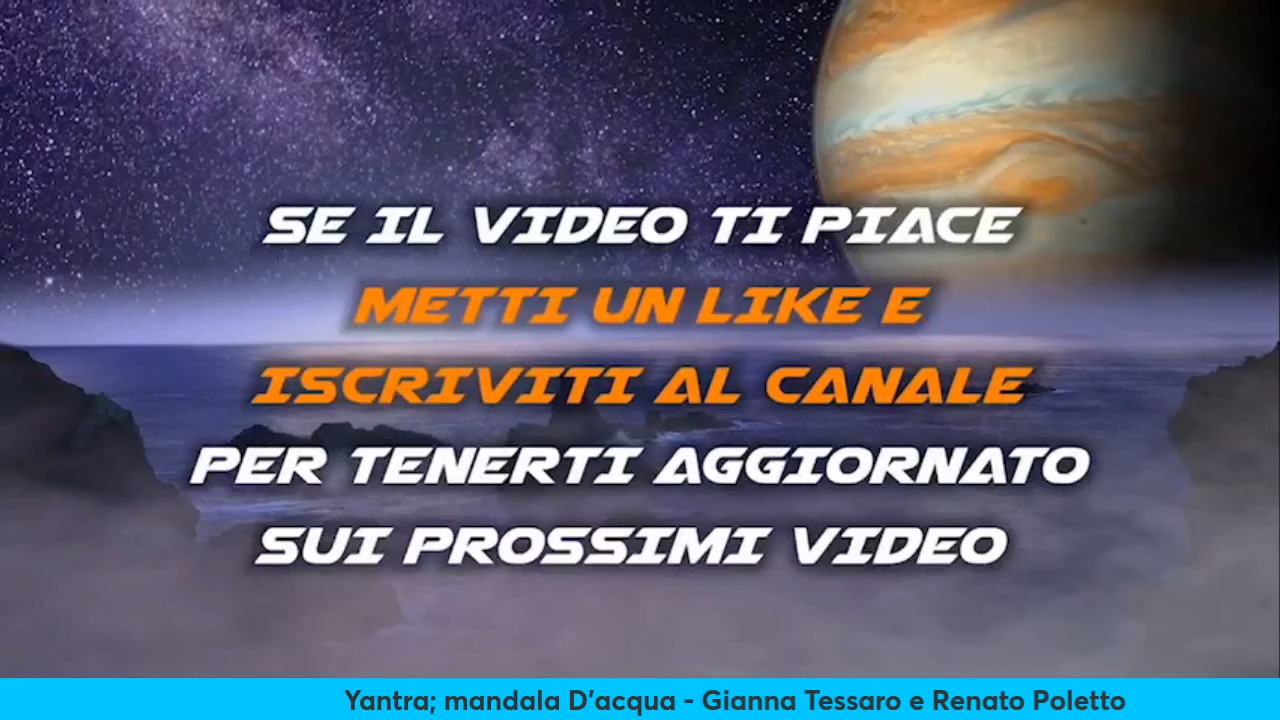 SE IL VIDEO TI PIACE
METTI UN LIKE E
ISCRIVITI AL CANALE
PER TENERTI AGGIORNATO
SUI PROSSIMI VIDEO
Yantra; mandala D'acqua - Gianna Tessaro e Renato Poletto